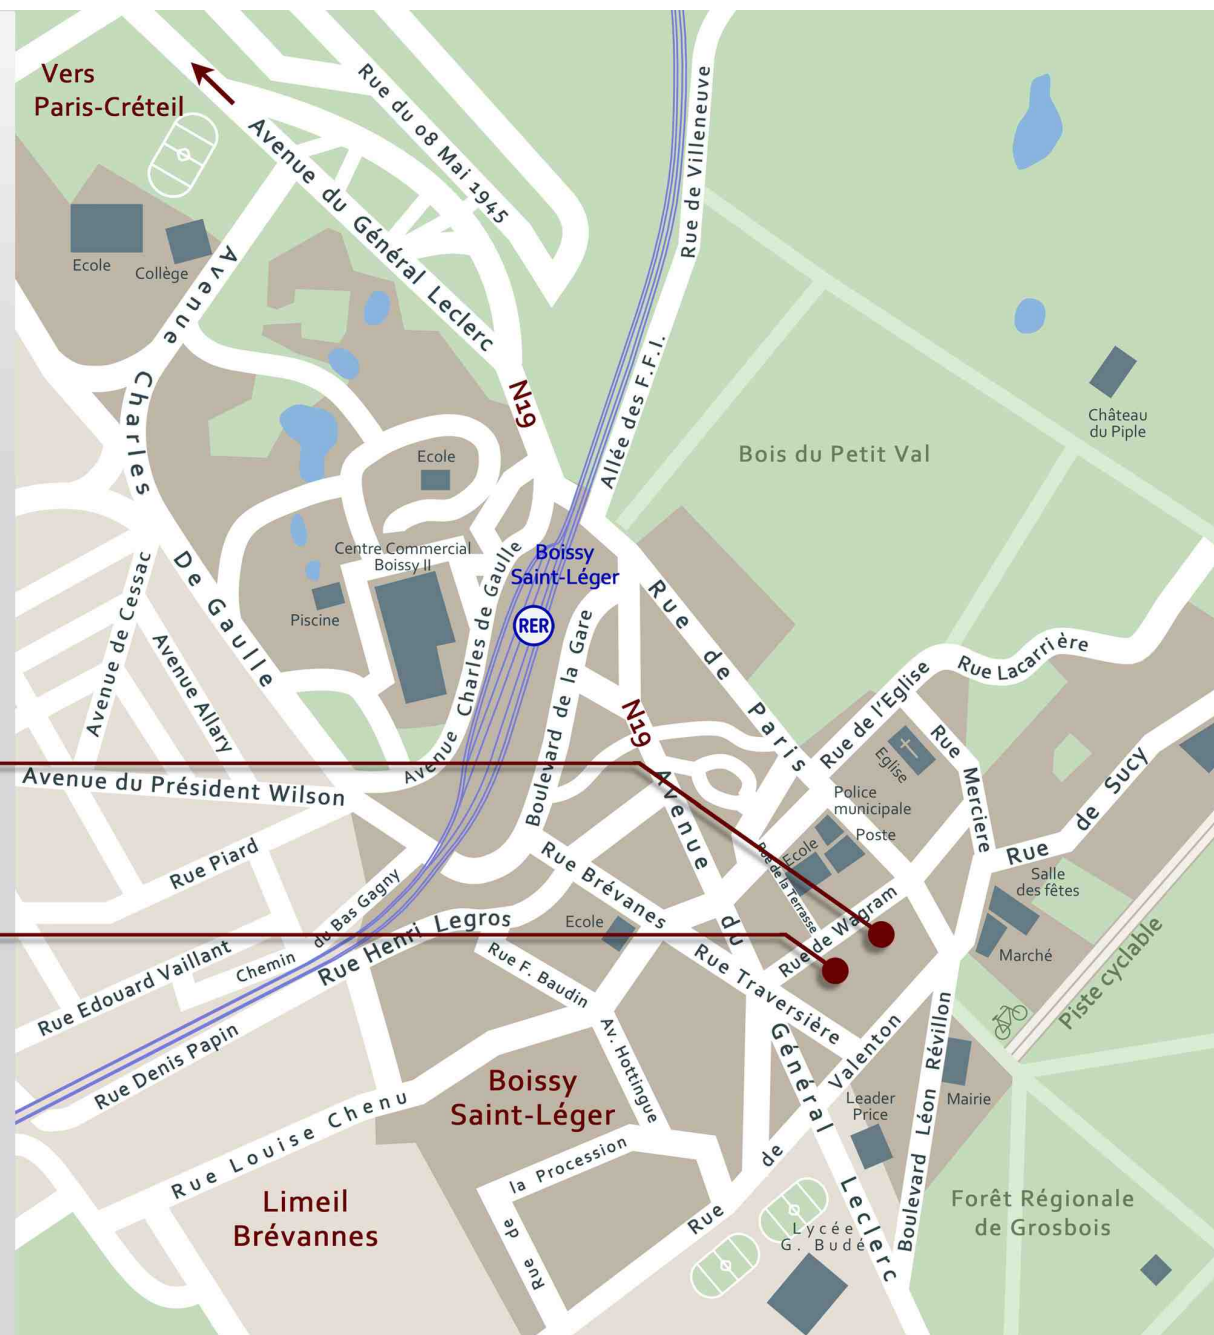 Vers
Paris-Créteil
Rue du 08 Mai 1945
Avenue du Général Leclerc
Rue de Villeneuve
Ecole
Collège
Avenue
Charles
De Gaulle
N19
Allée des F.F.I.
Château
du Piple
Bois du Petit Val
Ecole
Centre Commercial
Boissy II
Piscine
Boissy
Saint-Léger
RER
Avenue de Cessac
Avenue Allary
Avenue Charles de Gaulle
Boulevard de la Gare
Rue de Paris
N19
Rue de l'Eglise
Rue Lacarrière
Eglise
Rue Merciere
Rue de Sucy
Avenue du Président Wilson
Police
municipale
Poste
Ecole
Rue de la Terrasse
Rue de Wagram
Salle
des fêtes
Marché
Piste cyclable
Rue Piard
Rue Brévanes
Ecole
Chemin du Bas Gagny
Rue Henri Legros
Rue Edouard Vaillant
Rue Denis Papin
Rue F. Baudin
Av. Hottingue
Rue Traversière
Avenue du Général Leclerc
Rue de Valenton
Boulevard Léon Révillon
Mairie
Leader
Price
Boissy
Saint-Léger
Rue Louise Chenu
Rue de la Procession
Limeil
Brévannes
Lycée
G. Budé
Forêt Régionale
de Grosbois